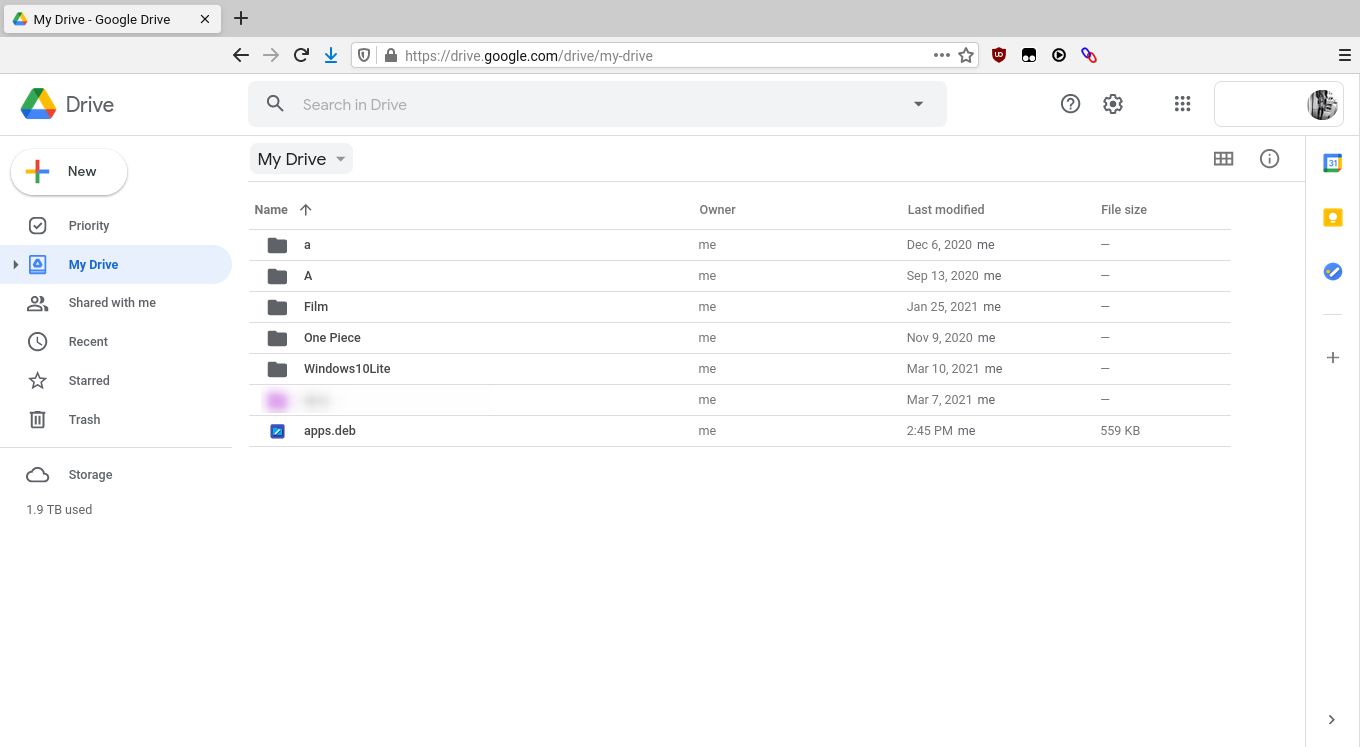 My Drive - Google Drive
https://drive.google.com/drive/my-drive
Drive
Search in Drive
New
My Drive
Priority
My Drive
Shared with me
Recent
Starred
Trash
Storage
1.9 TB used
Name Owner Last modified File size
a me Dec 6, 2020 me —
A me Sep 13, 2020 me —
Film me Jan 25, 2021 me —
One Piece me Nov 9, 2020 me —
Windows10Lite me Mar 10, 2021 me —
me Mar 7, 2021 me —
apps.deb me 2:45 PM me 559 KB
31